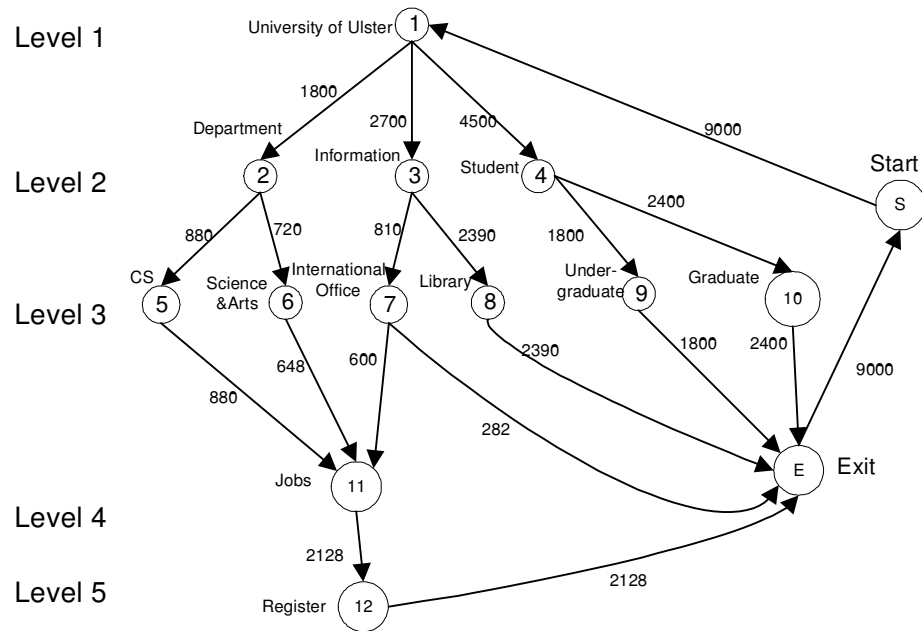 Level 1
University of Ulster
1
1800
2700
4500
9000
Department
Information
Student
Start
Level 2
2
3
4
S
2400
880
720
810
2390
1800
CS
Science
&Arts
International
Office
Library
Under-
graduate
Graduate
Level 3
5
6
7
8
9
10
880
648
600
282
2390
1800
2400
9000
Jobs
11
E
Exit
Level 4
2128
2128
Level 5
Register
12